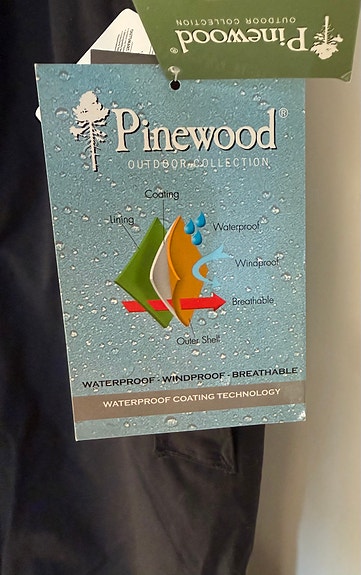 Pinewood®
OUTDOOR COLLECTION
Pinewood®
OUTDOOR COLLECTION
Coating
Lining
Waterproof
Windproof
Breathable
Outer Shell
WATERPROOF - WINDPROOF - BREATHABLE
WATERPROOF COATING TECHNOLOGY